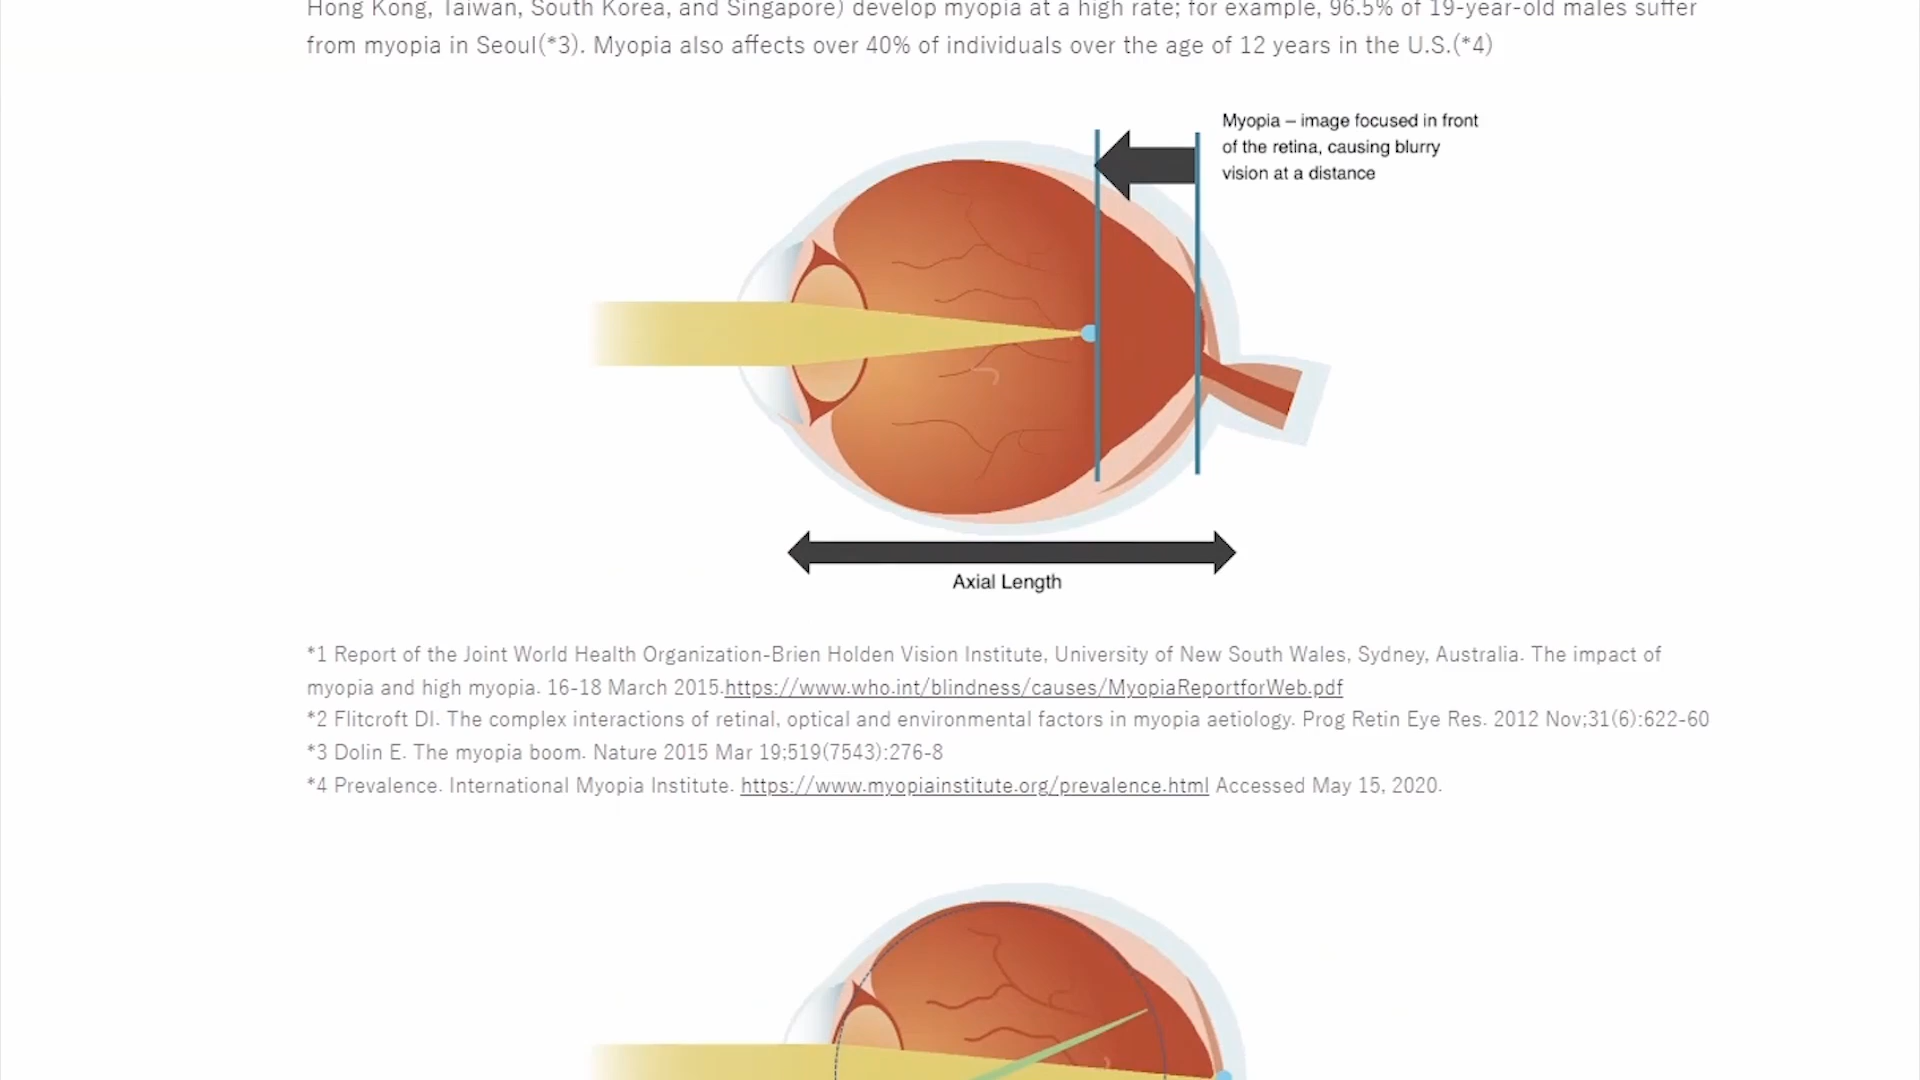 Hong Kong, Taiwan, South Korea, and Singapore) develop myopia at a high rate; for example, 96.5% of 19-year-old males suffer
from myopia in Seoul(*3). Myopia also affects over 40% of individuals over the age of 12 years in the U.S.(*4)
Myopia – image focused in front
of the retina, causing blurry
vision at a distance
Axial Length
*1 Report of the Joint World Health Organization-Brien Holden Vision Institute, University of New South Wales, Sydney, Australia. The impact of
myopia and high myopia. 16-18 March 2015.https://www.who.int/blindness/causes/MyopiaReportforWeb.pdf
*2 Flitcroft DI. The complex interactions of retinal, optical and environmental factors in myopia aetiology. Prog Retin Eye Res. 2012 Nov;31(6):622-60
*3 Dolin E. The myopia boom. Nature 2015 Mar 19;519(7543):276-8
*4 Prevalence. International Myopia Institute. https://www.myopiainstitute.org/prevalence.html Accessed May 15, 2020.